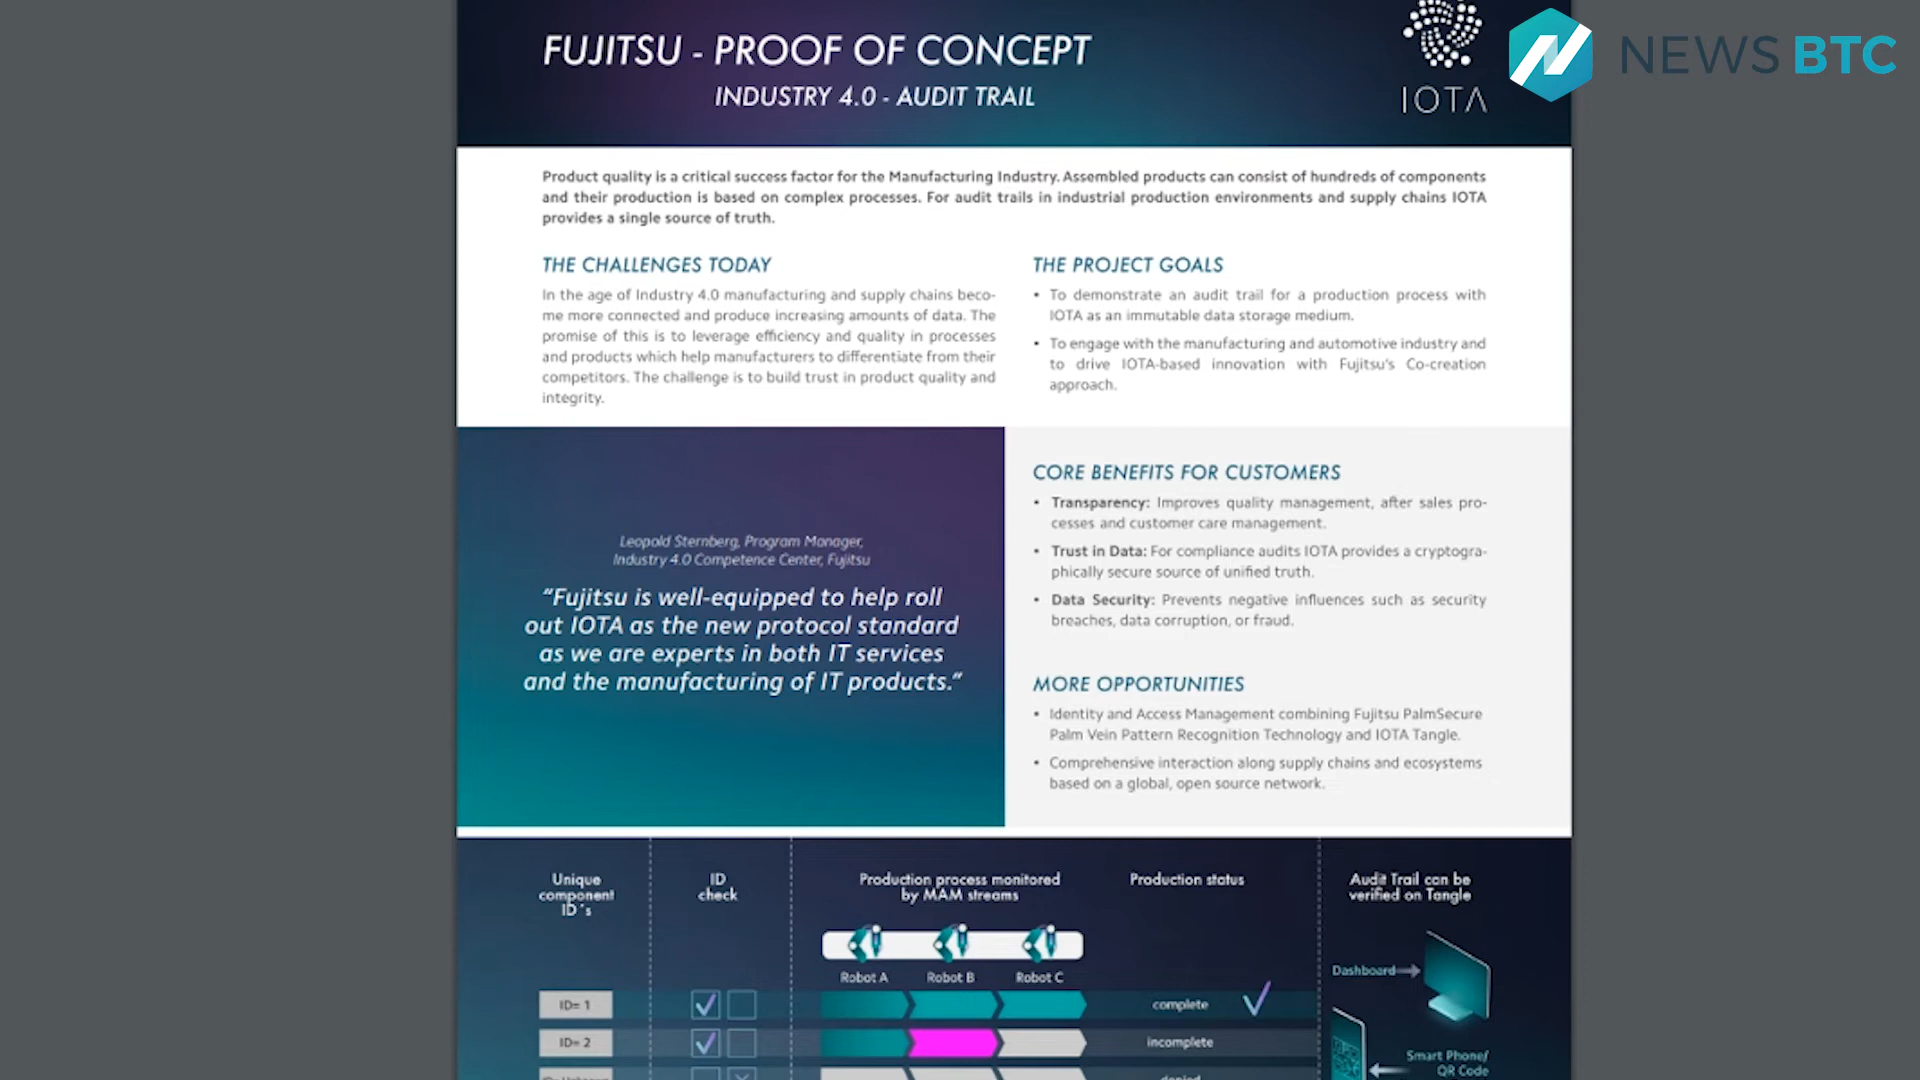 FUJITSU - PROOF OF CONCEPT
INDUSTRY 4.0 - AUDIT TRAIL
IOTA
NEWS BTC
Product quality is a critical success factor for the Manufacturing Industry. Assembled products can consist of hundreds of components
and their production is based on complex processes. For audit trails in industrial production environments and supply chains IOTA
provides a single source of truth.
THE CHALLENGES TODAY
In the age of Industry 4.0 manufacturing and supply chains beco-
me more connected and produce increasing amounts of data. The
promise of this is to leverage efficiency and quality in processes
and products which help manufacturers to differentiate from their
competitors. The challenge is to build trust in product quality and
integrity.
THE PROJECT GOALS
• To demonstrate an audit trail for a production process with
IOTA as an immutable data storage medium.
• To engage with the manufacturing and automotive industry and
to drive IOTA-based innovation with Fujitsu's Co-creation
approach.
Leopold Sternberg, Program Manager,
Industry 4.0 Competence Center, Fujitsu
“Fujitsu is well-equipped to help roll
out IOTA as the new protocol standard
as we are experts in both IT services
and the manufacturing of IT products.“
CORE BENEFITS FOR CUSTOMERS
• Transparency: Improves quality management, after sales pro-
cesses and customer care management.
• Trust in Data: For compliance audits IOTA provides a cryptogra-
phically secure source of unified truth.
• Data Security: Prevents negative influences such as security
breaches, data corruption, or fraud.
MORE OPPORTUNITIES
• Identity and Access Management combining Fujitsu PalmSecure
Palm Vein Pattern Recognition Technology and IOTA Tangle.
• Comprehensive interaction along supply chains and ecosystems
based on a global, open source network.
Unique
component
ID´s
ID
check
Production process monitored
by MAM streams
Production status
Audit Trail can be
verified on Tangle
Robot A
Robot B
Robot C
Dashboard
ID= 1
complete
ID= 2
incomplete
Smart Phone/
QR Code